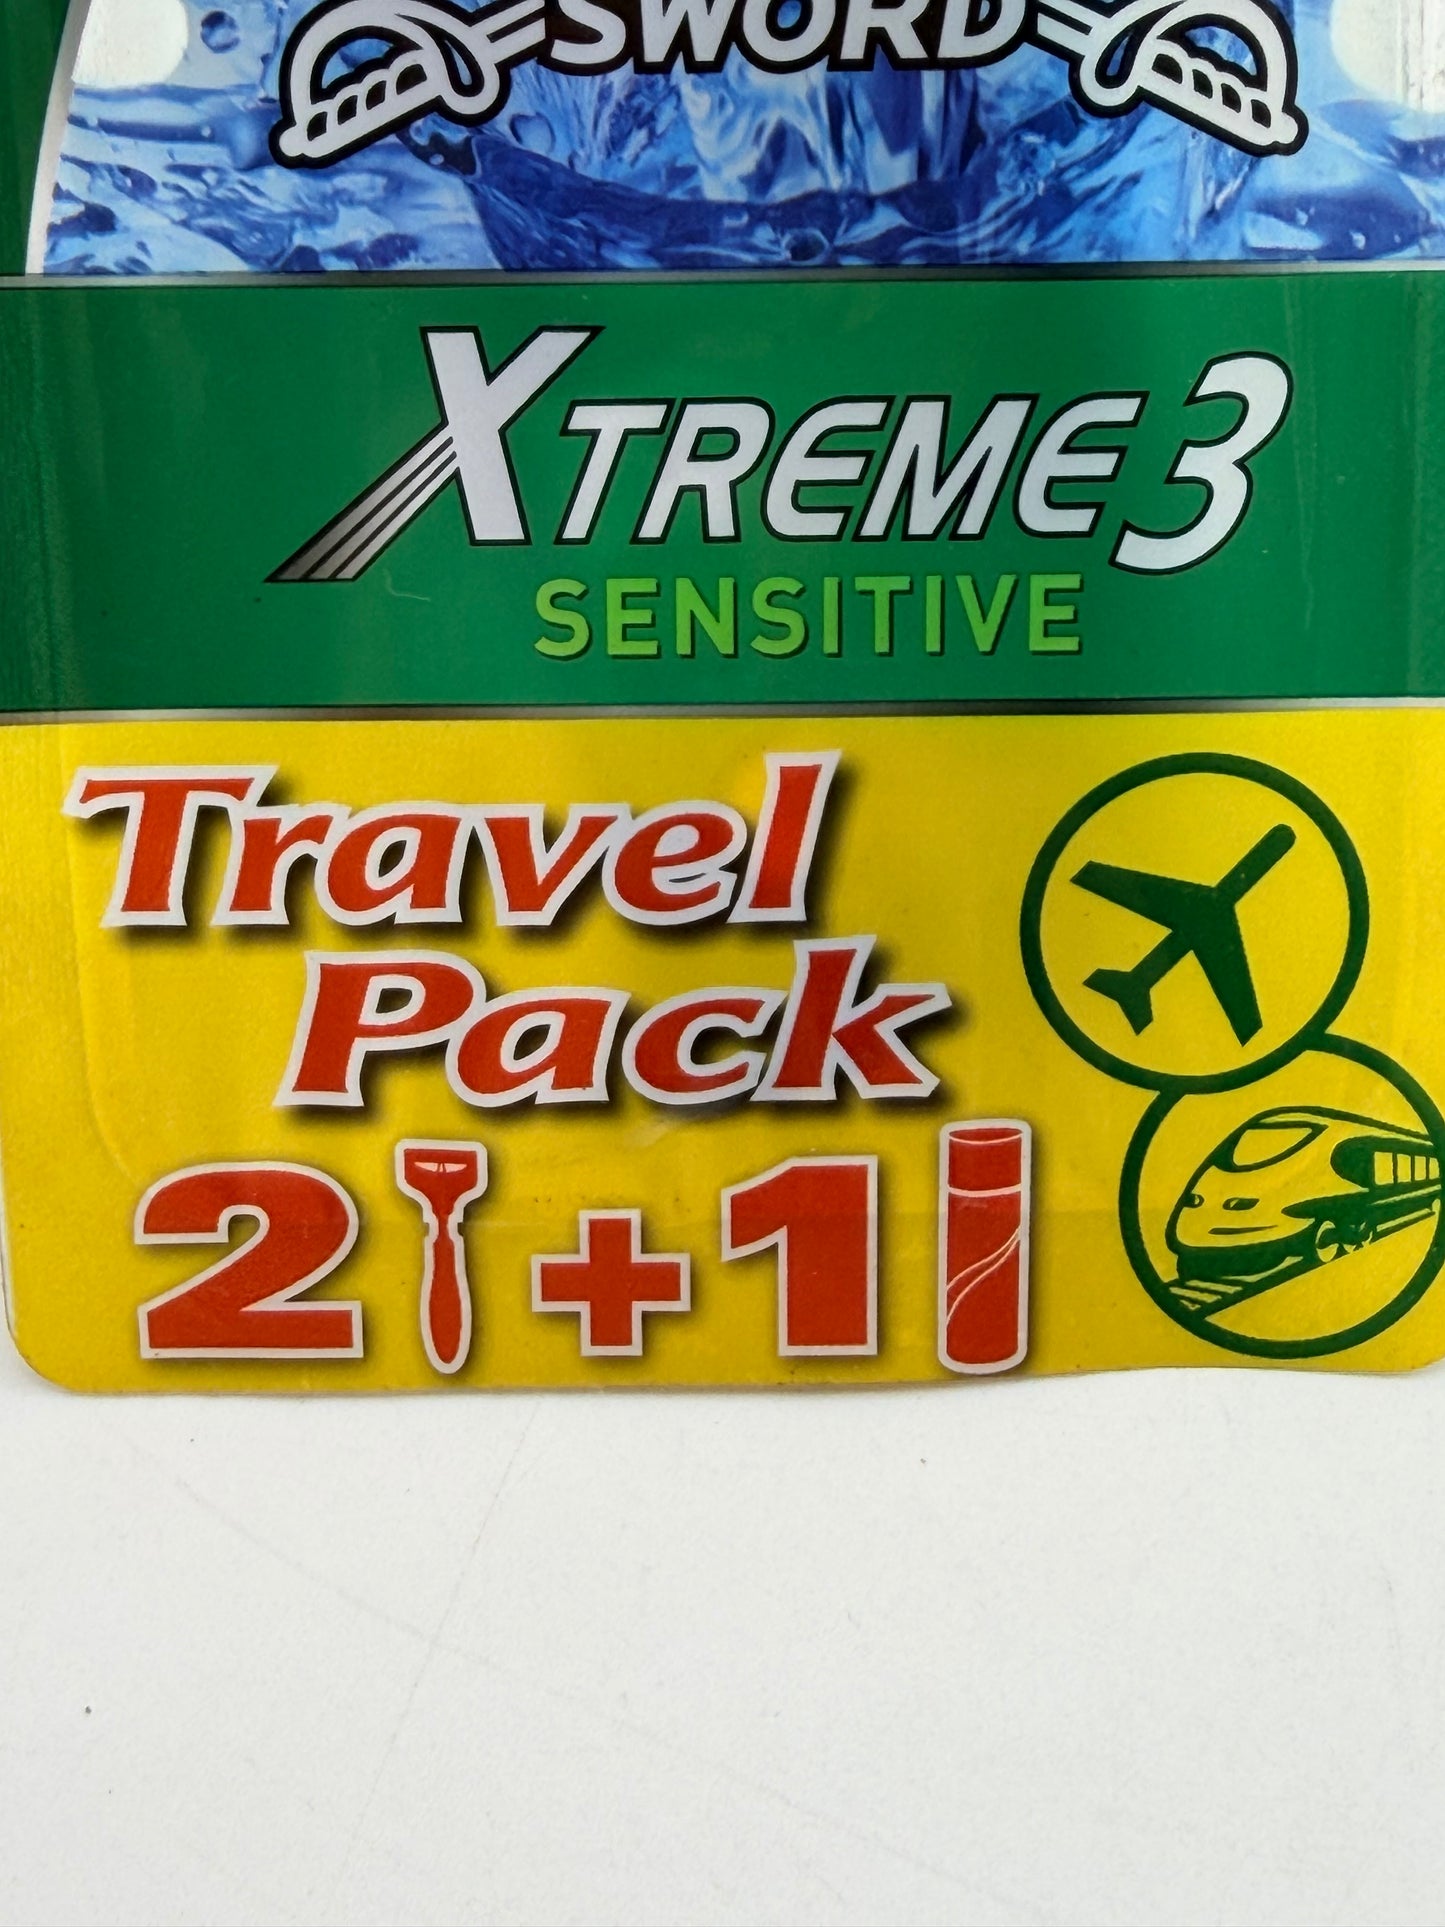 SWORD
XTREME3
SENSITIVE
Travel
Pack
2+1